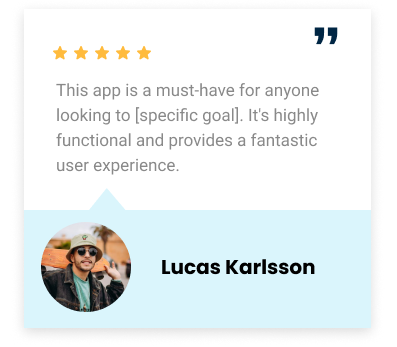 ”
This app is a must-have for anyone
looking to [specific goal]. It's highly
functional and provides a fantastic
user experience.
Lucas Karlsson